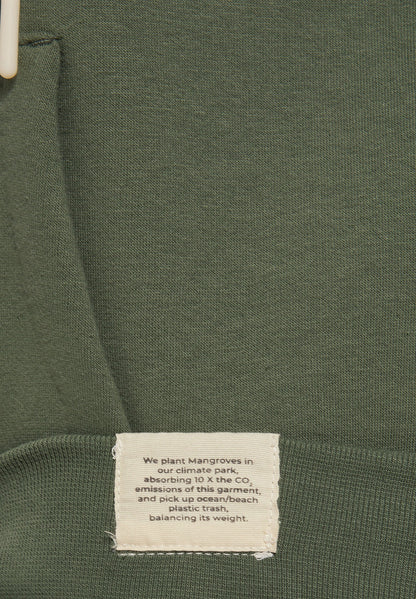 We plant Mangroves in
our climate park,
absorbing 10 X the CO₂
emissions of this garment,
and pick up ocean/beach
plastic trash,
balancing its weight.